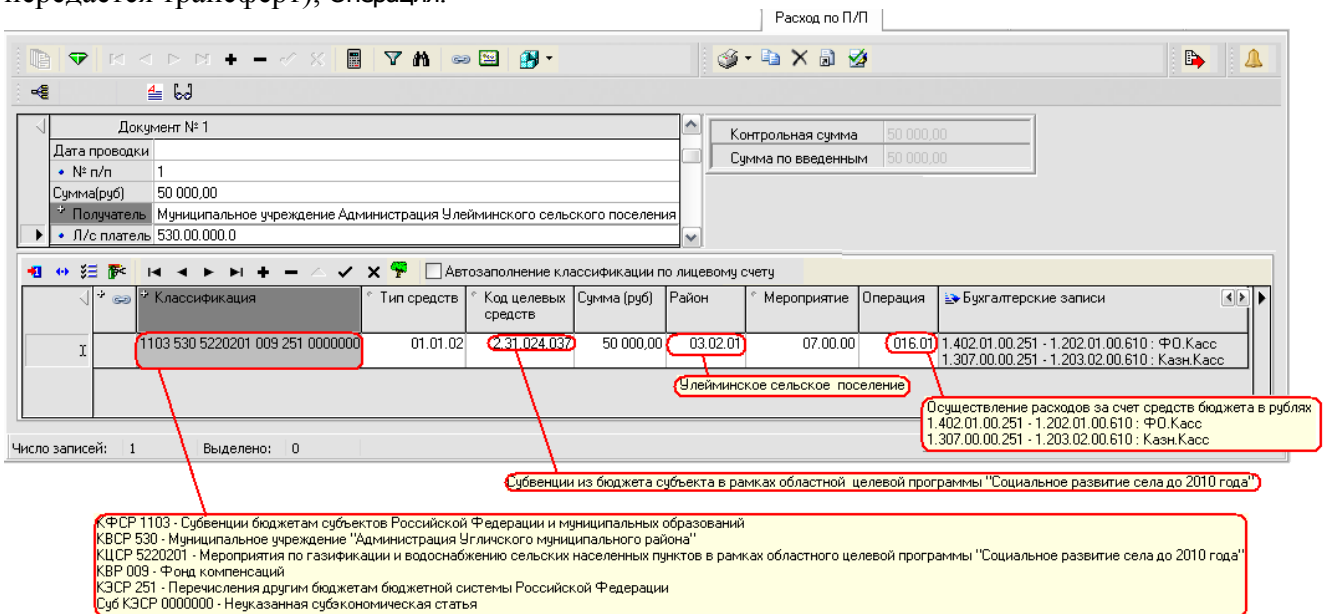 передается трансферт), Операция.
Расход по П/П
Документ № 1
Дата проводки
№ п/п 1
Сумма(руб) 50 000,00
Получатель Муниципальное учреждение Администрация Улейминского сельского поселения
Л/с платель 530.00.000.0
Контрольная сумма 50 000,00
Сумма по введенным 50 000,00
Автозаполнение классификации по лицевому счету
Классификация Тип средств Код целевых средств Сумма (руб) Район Мероприятие Операция Бухгалтерские записи
1103 530 5220201 009 251 0000000 01.01.02 2.31.024.037 50 000,00 03.02.01 07.00.00 016.01 1.402.01.00.251 - 1.202.01.00.610 : ФО.Касс
1.307.00.00.251 - 1.203.02.00.610 : Казн.Касс
Улейминское сельское поселение
Осуществление расходов за счет средств бюджета в рублях
1.402.01.00.251 - 1.202.01.00.610 : ФО.Касс
1.307.00.00.251 - 1.203.02.00.610 : Казн.Касс
Число записей: 1 Выделено: 0
Субвенции из бюджета субъекта в рамках областной целевой программы "Социальное развитие села до 2010 года"
КФСР 1103 - Субвенции бюджетам субъектов Российской Федерации и муниципальных образований
КВСР 530 - Муниципальное учреждение "Администрация Угличского муниципального района"
КЦСР 5220201 - Мероприятия по газификации и водоснабжению сельских населенных пунктов в рамках областного целевой программы "Социальное развитие села до 2010 года"
КВР 009 - Фонд компенсаций
КЭСР 251 - Перечисления другим бюджетам бюджетной системы Российской Федерации
Суб КЭСР 0000000 - Неуказанная субэкономическая статья